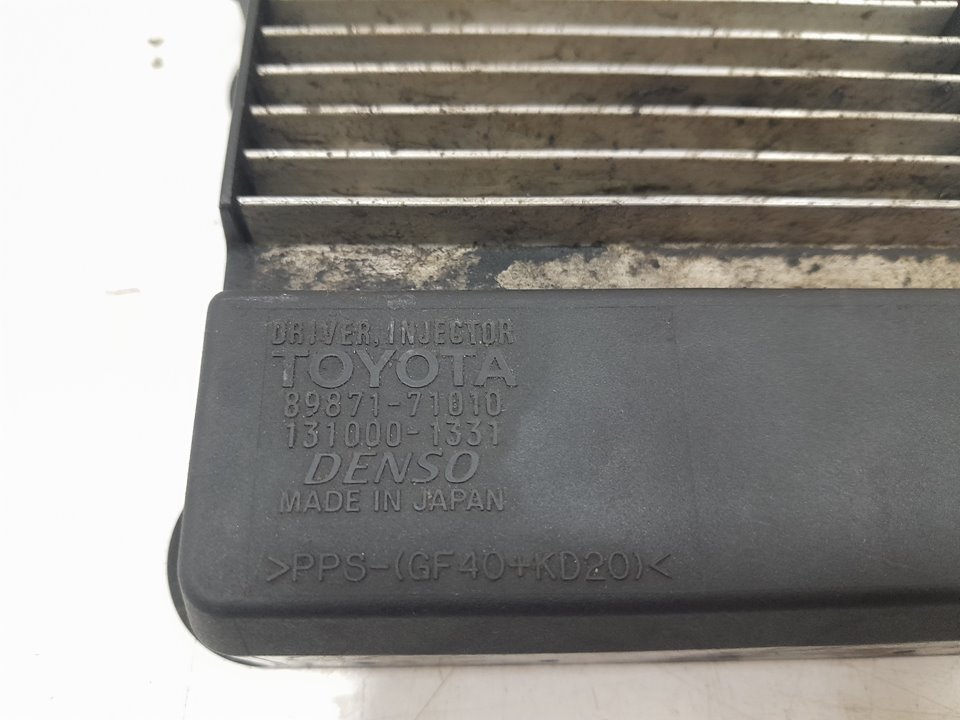 DRIVER, INJECTOR
TOYOTA
89871-71010
131000-1331
DENSO
MADE IN JAPAN
>PPS-(GF40+KD20)<